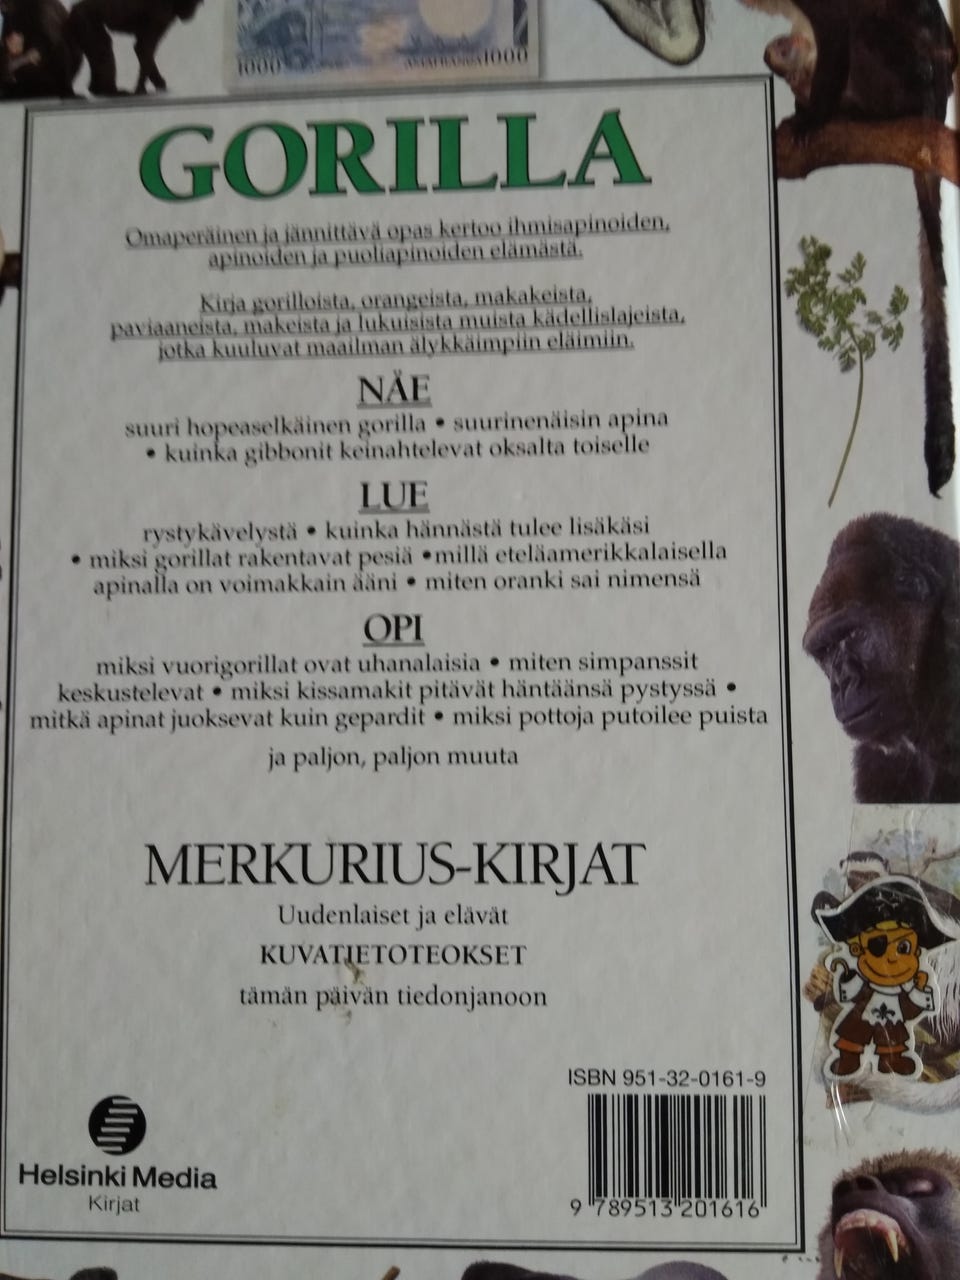 1000
1000
GORILLA
Omaperäinen ja jännittävä opas kertoo ihmisapinoiden,
apinoiden ja puoliapinoiden elämästä.
Kirja gorilloista, orangeista, makakeista,
paviaaneista, makeista ja lukuisista muista kädellislajeista,
jotka kuuluvat maailman älykkäimpiin eläimiin.
NÄE
suuri hopeaselkäinen gorilla • suurinenäisin apina
• kuinka gibbonit keinahtelevat oksalta toiselle
LUE
rystykävelystä • kuinka hännästä tulee lisäkäsi
• miksi gorillat rakentavat pesiä •millä eteläamerikkalaisella
apinalla on voimakkain ääni • miten oranki sai nimensä
OPI
miksi vuorigorillat ovat uhanalaisia • miten simpanssit
keskustelevat • miksi kissamakit pitävät häntäänsä pystyssä •
mitkä apinat juoksevat kuin gepardit • miksi pottoja putoilee puista
ja paljon, paljon muuta
MERKURIUS-KIRJAT
Uudenlaiset ja elävät
KUVATIETOTEOKSET
tämän päivän tiedonjanoon
ISBN 951-32-0161-9
9 789513 201616
Helsinki Media
Kirjat